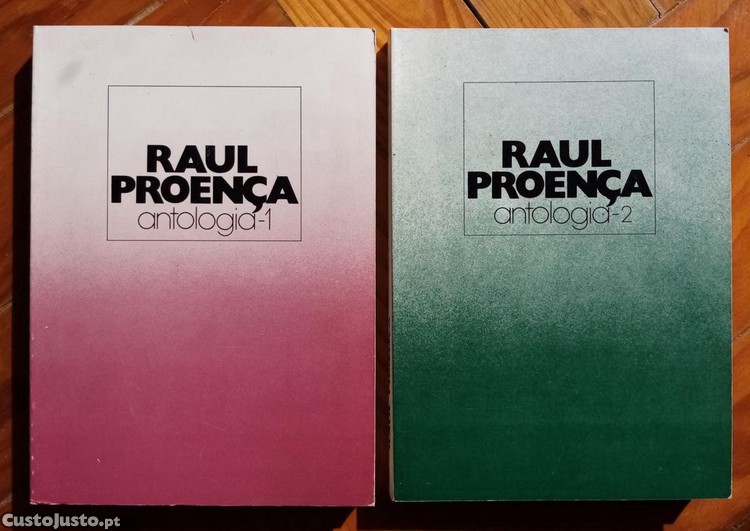 RAUL
PROENÇA
antologia-1
RAUL
PROENÇA
antologia-2
CustoJusto.pt